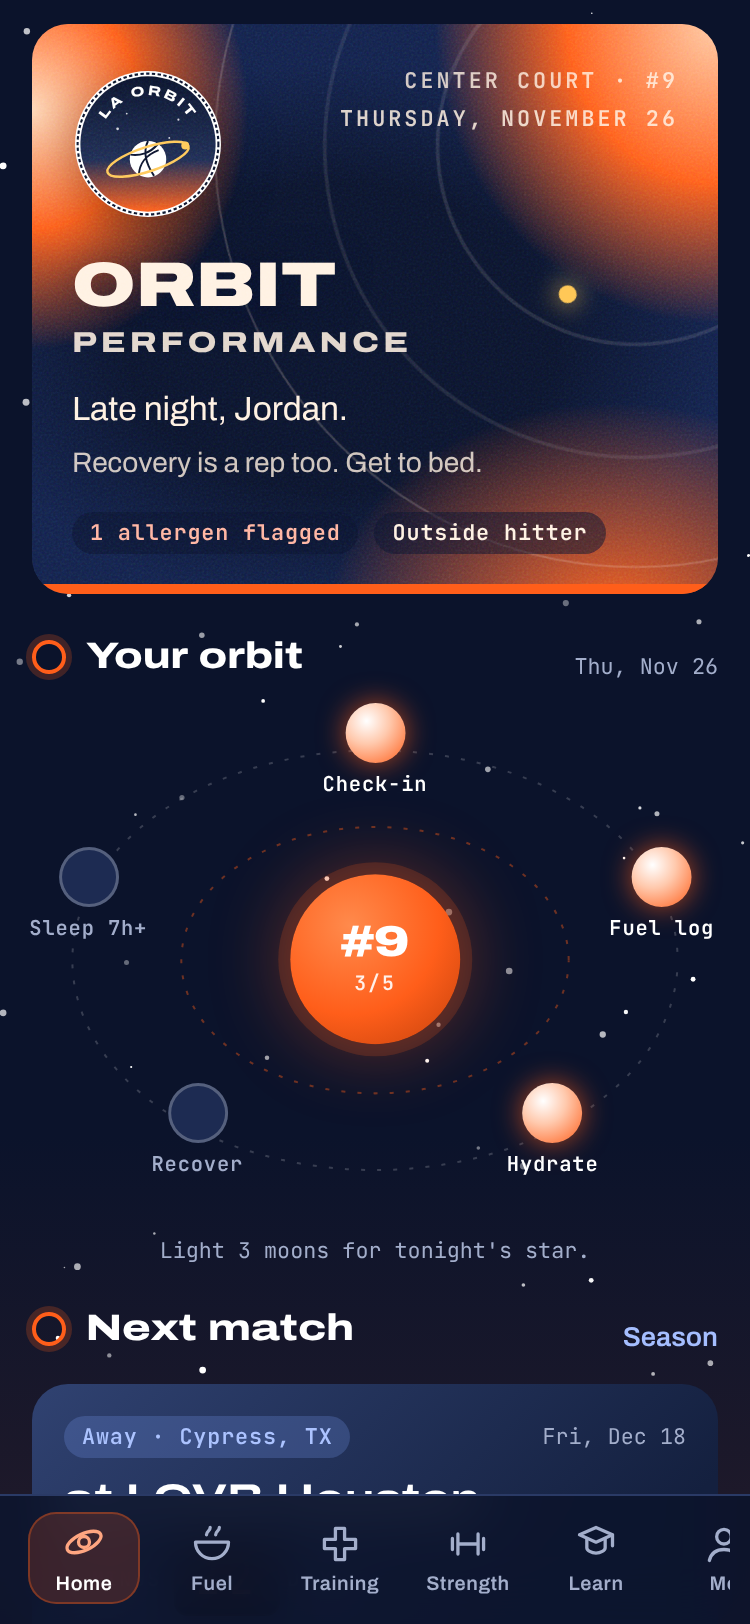 LA ORBIT
CENTER COURT · #9
THURSDAY, NOVEMBER 26
ORBIT
PERFORMANCE
Late night, Jordan.
Recovery is a rep too. Get to bed.
1 allergen flagged
Outside hitter
Your orbit
Thu, Nov 26
Check-in
Sleep 7h+
Fuel log
#9
3/5
Recover
Hydrate
Light 3 moons for tonight's star.
Next match
Season
Away · Cypress, TX
Fri, Dec 18
at LOVB Houston
Home
Fuel
Training
Strength
Learn